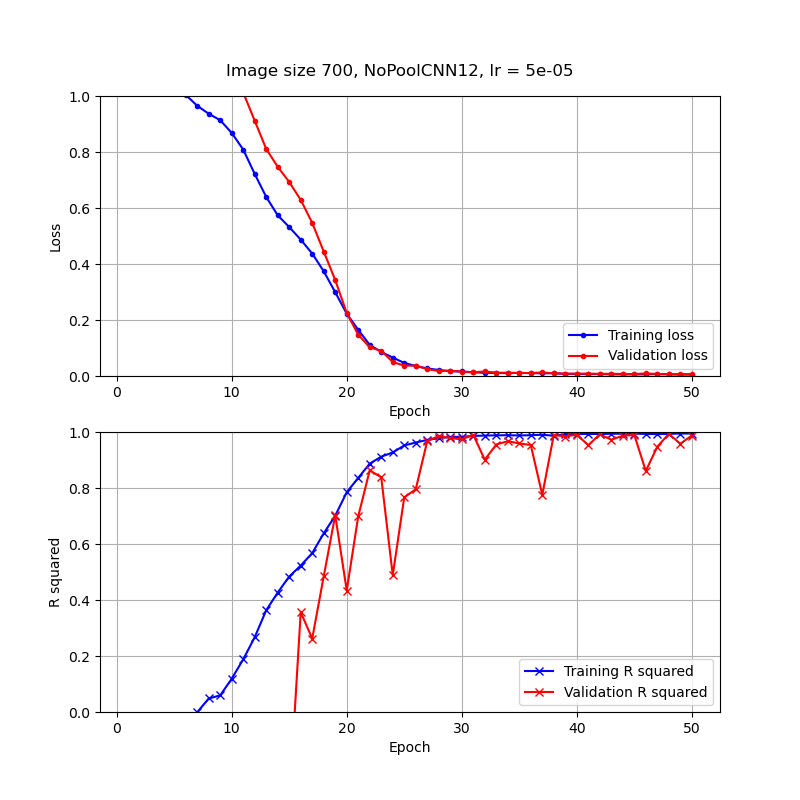 Image size 700, NoPoolCNN12, lr = 5e-05
1.0
0.8
0.6
0.4
0.2
0.0
Loss
Training loss
Validation loss
0 10 20 30 40 50
Epoch
1.0
0.8
0.6
0.4
0.2
0.0
R squared
Training R squared
Validation R squared
0 10 20 30 40 50
Epoch